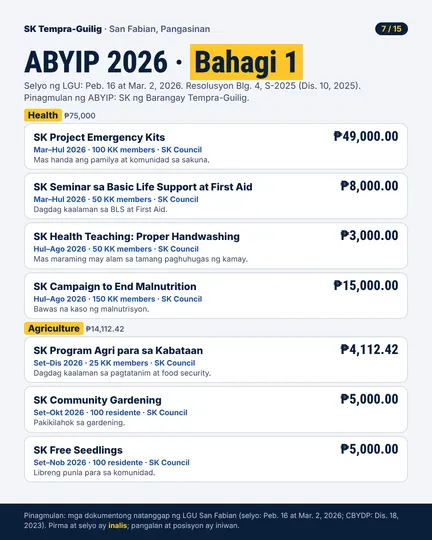 SK Tempra-Guilig · San Fabian, Pangasinan
7 / 15
ABYIP 2026 · Bahagi 1
Selyo ng LGU: Peb. 16 at Mar. 2, 2026. Resolusyon Blg. 4, S-2025 (Dis. 10, 2025).
Pinagmulan ng ABYIP: SK ng Barangay Tempra-Guilig.
Health ₱75,000
SK Project Emergency Kits ₱49,000.00
Mar–Hul 2026 · 100 KK members · SK Council
Mas handa ang pamilya at komunidad sa sakuna.
SK Seminar sa Basic Life Support at First Aid ₱8,000.00
Mar–Hul 2026 · 50 KK members · SK Council
Dagdag kaalaman sa BLS at First Aid.
SK Health Teaching: Proper Handwashing ₱3,000.00
Hul–Ago 2026 · 50 KK members · SK Council
Mas maraming may alam sa tamang paghuhugas ng kamay.
SK Campaign to End Malnutrition ₱15,000.00
Hul–Ago 2026 · 150 KK members · SK Council
Bawas na kaso ng malnutrisyon.
Agriculture ₱14,112.42
SK Program Agri para sa Kabataan ₱4,112.42
Set–Dis 2026 · 25 KK members · SK Council
Dagdag kaalaman sa pagtatanim at food security.
SK Community Gardening ₱5,000.00
Set–Okt 2026 · 100 residente · SK Council
Pakikilahok sa gardening.
SK Free Seedlings ₱5,000.00
Set–Nob 2026 · 100 residente · SK Council
Libreng punla para sa komunidad.
Pinagmulan: mga dokumentong natanggap ng LGU San Fabian (selyo: Peb. 16 at Mar. 2, 2026; CBYDP: Dis. 18,
2023). Pirma at selyo ay inalis; pangalan at posisyon ay iniwan.